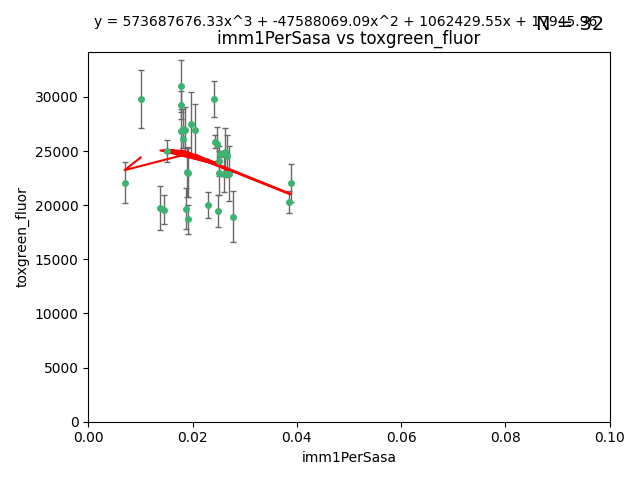 y = 573687676.33x^3 + -47588069.09x^2 + 1062429.55x +
N = 32
imm1PerSasa vs toxgreen_fluor
30000
25000
20000
15000
10000
5000
0
toxgreen_fluor
0.00 0.02 0.04 0.06 0.08 0.10
imm1PerSasa